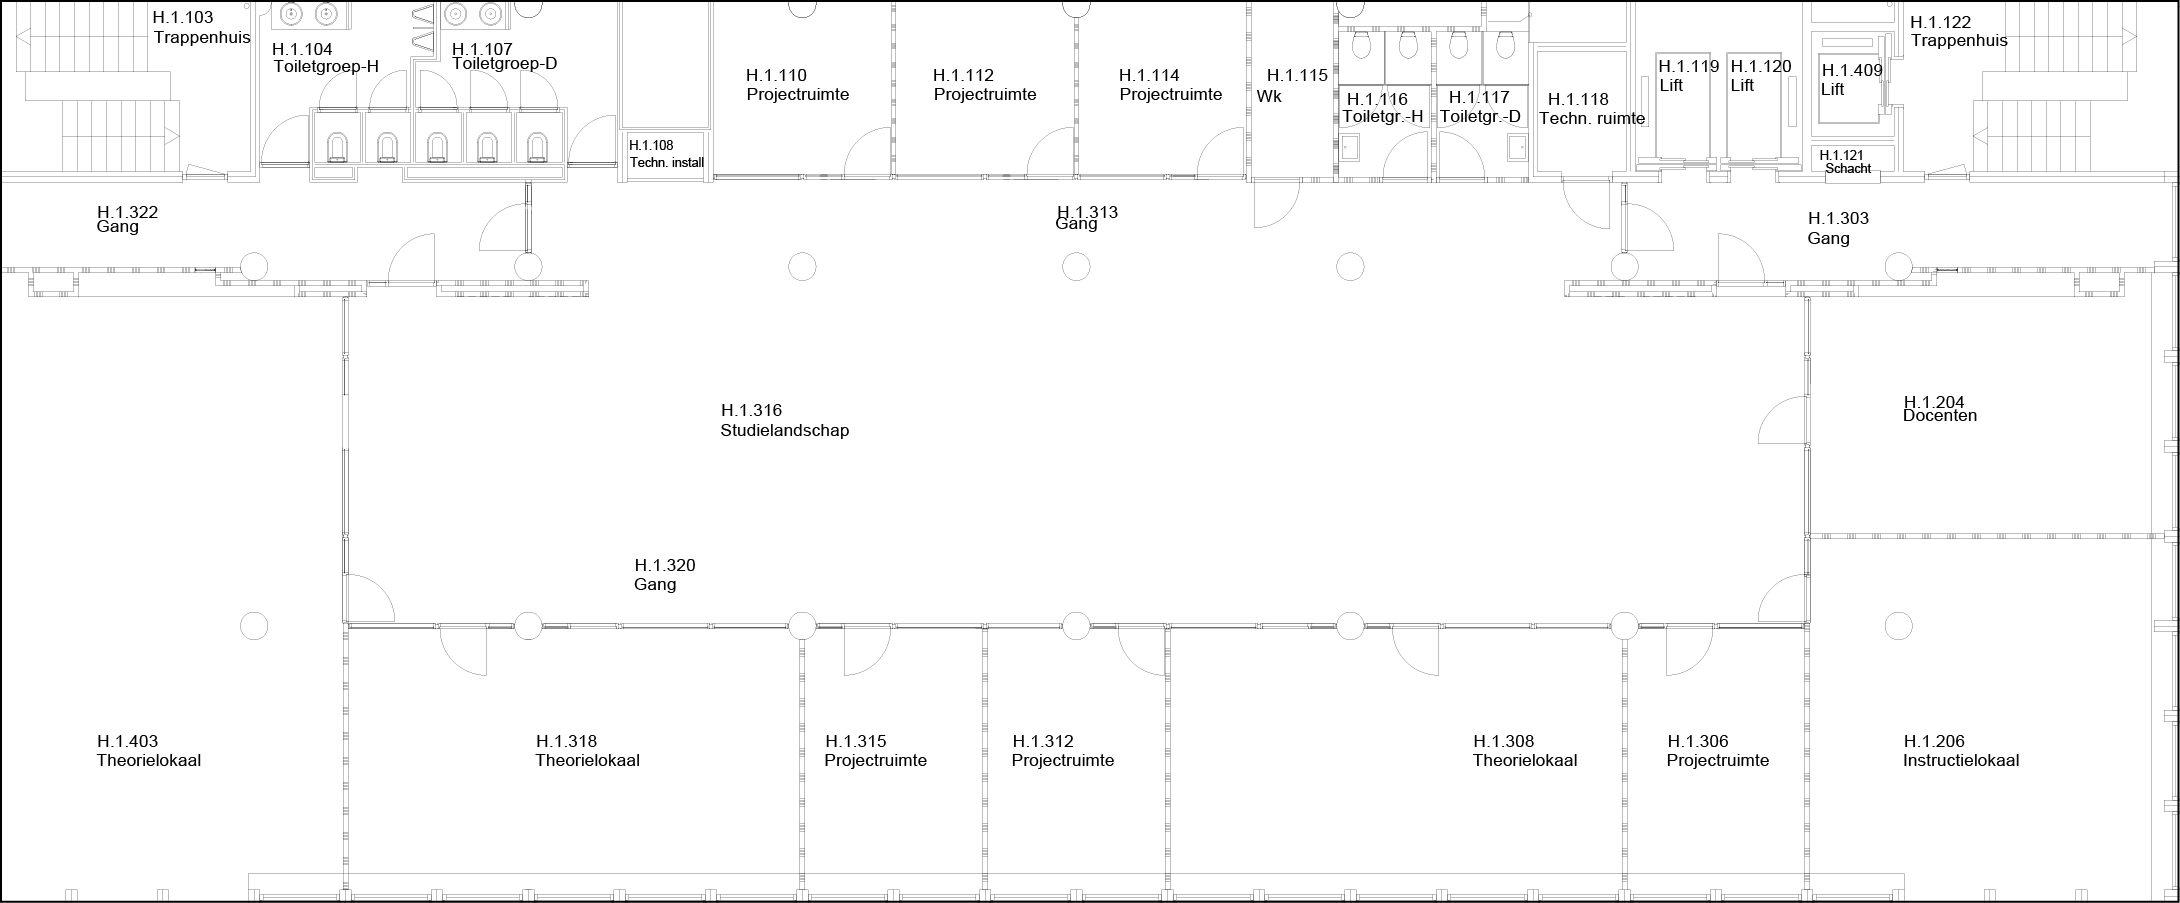 H.1.103
Trappenhuis
H.1.104
Toiletgroep-H
H.1.107
Toiletgroep-D
H.1.108
Techn. install
H.1.110
Projectruimte
H.1.112
Projectruimte
H.1.114
Projectruimte
H.1.115
Wk
H.1.116
Toiletgr.-H
H.1.117
Toiletgr.-D
H.1.118
Techn. ruimte
H.1.119
Lift
H.1.120
Lift
H.1.409
Lift
H.1.121
Schacht
H.1.122
Trappenhuis
H.1.322
Gang
H.1.313
Gang
H.1.303
Gang
H.1.316
Studielandschap
H.1.204
Docenten
H.1.320
Gang
H.1.403
Theorielokaal
H.1.318
Theorielokaal
H.1.315
Projectruimte
H.1.312
Projectruimte
H.1.308
Theorielokaal
H.1.306
Projectruimte
H.1.206
Instructielokaal